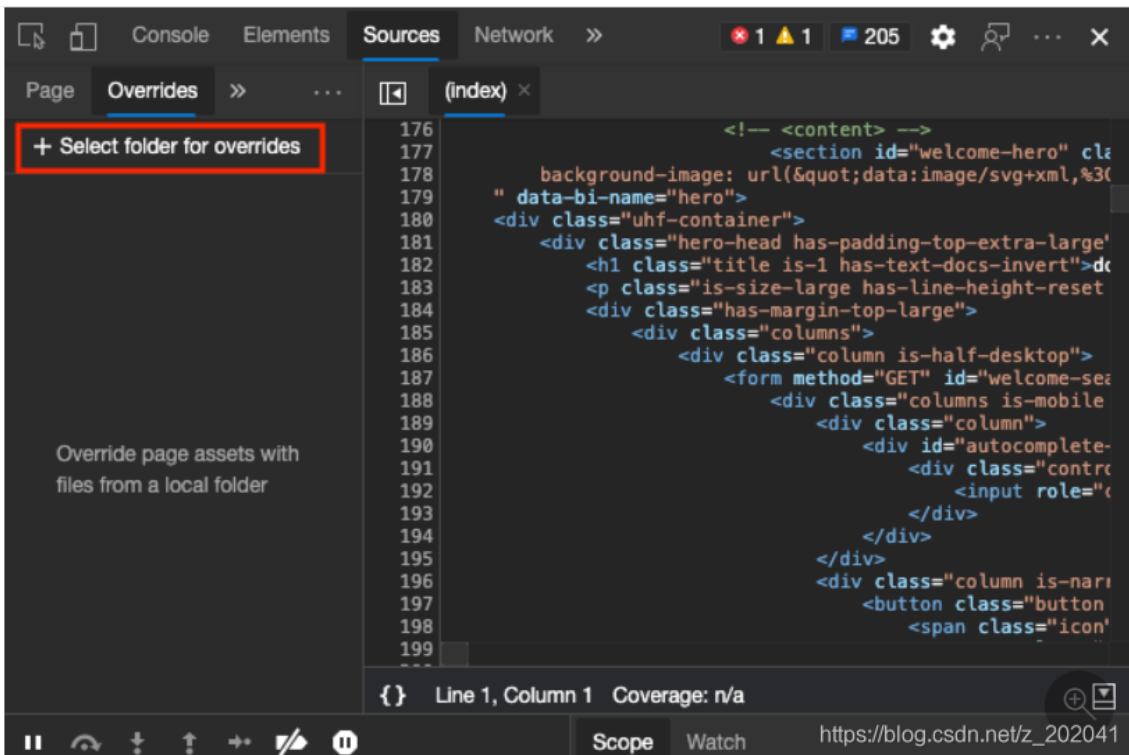 Console Elements Sources Network » 1 1 205 ··· ×
Page Overrides » ··· (index) ×
+ Select folder for overrides
Override page assets with
files from a local folder
176 <!-- <content> -->
177 <section id="welcome-hero" cla
178 background-image: url(&quot;data:image/svg+xml,%3C
179 " data-bi-name="hero">
180 <div class="uhf-container">
181 <div class="hero-head has-padding-top-extra-large"
182 <h1 class="title is-1 has-text-docs-invert">do
183 <p class="is-size-large has-line-height-reset
184 <div class="has-margin-top-large">
185 <div class="columns">
186 <div class="column is-half-desktop">
187 <form method="GET" id="welcome-sea
188 <div class="columns is-mobile
189 <div class="column">
190 <div id="autocomplete-
191 <div class="contro
192 <input role="c
193 </div>
194 </div>
195 </div>
196 <div class="column is-narr
197 <button class="button
198 <span class="icon"
199
{} Line 1, Column 1 Coverage: n/a
Scope Watch
https://blog.csdn.net/z_202041